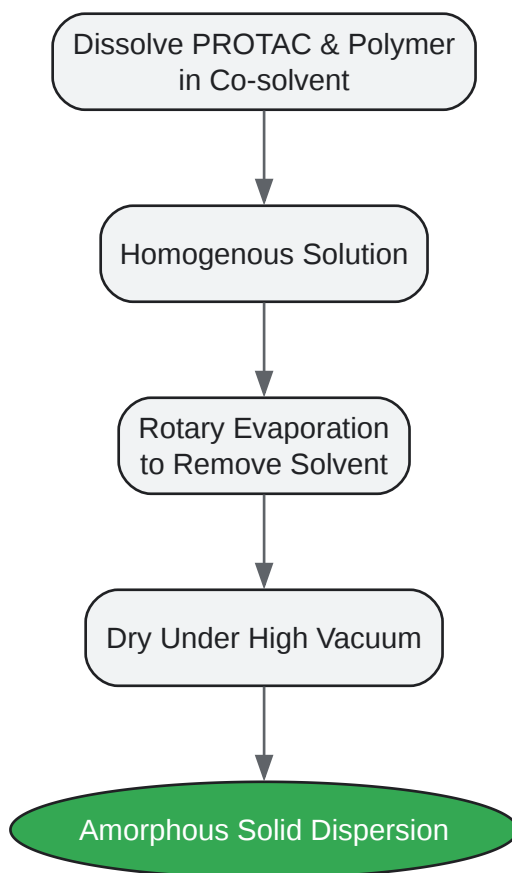 Dissolve PROTAC & Polymer
in Co-solvent
Homogenous Solution
Rotary Evaporation
to Remove Solvent
Dry Under High Vacuum
Amorphous Solid Dispersion